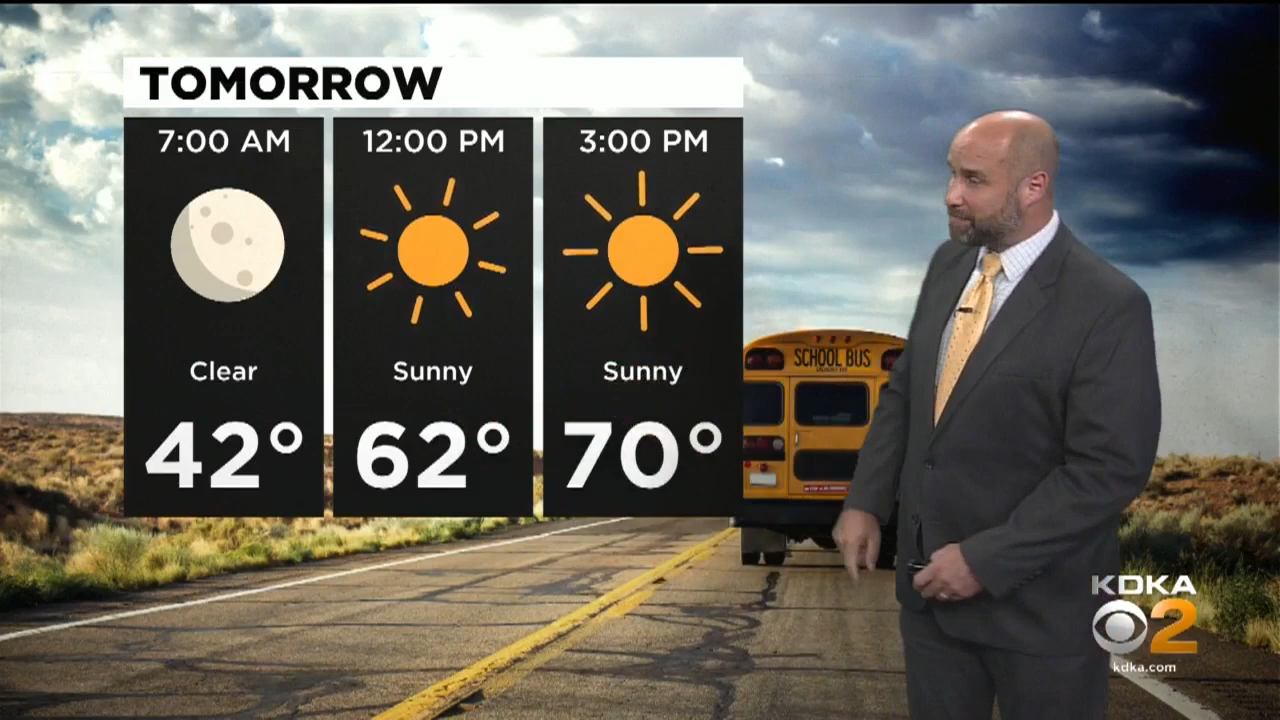 TOMORROW
7:00 AM
Clear
42°
12:00 PM
Sunny
62°
3:00 PM
Sunny
70°
SCHOOL BUS
KDKA
2
kdka.com